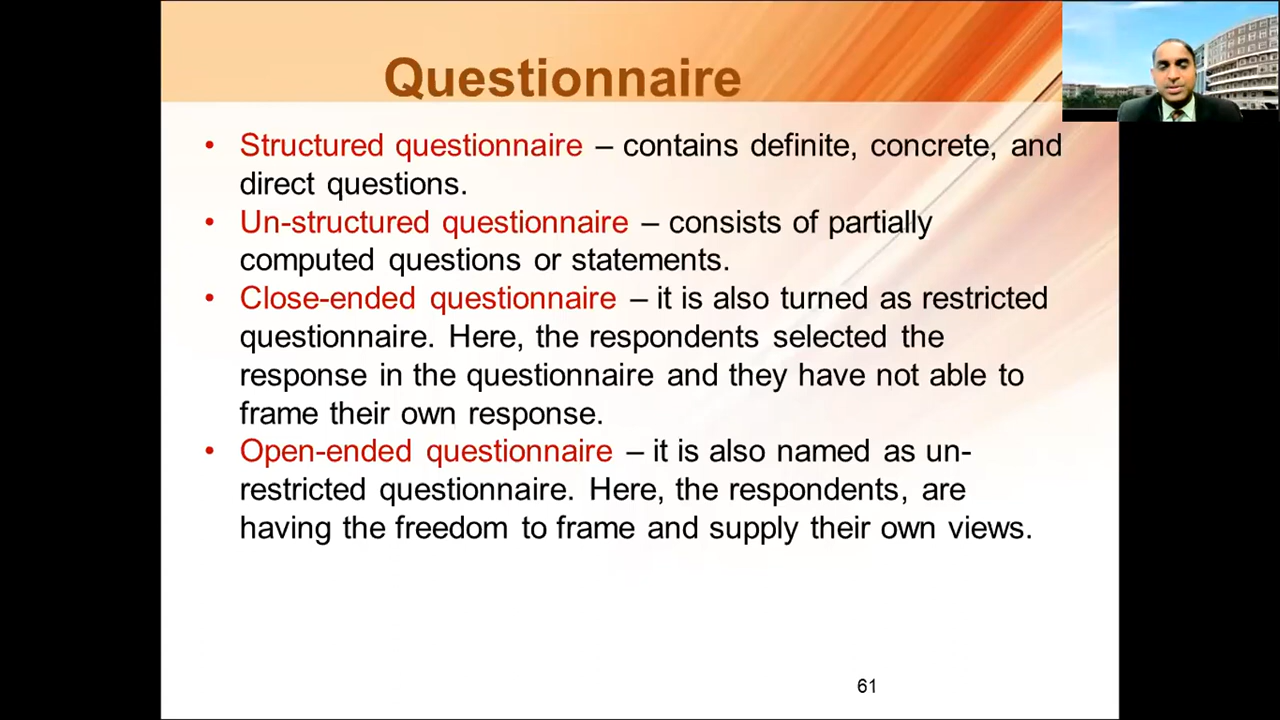 Questionnaire
• Structured questionnaire – contains definite, concrete, and
direct questions.
• Un-structured questionnaire – consists of partially
computed questions or statements.
• Close-ended questionnaire – it is also turned as restricted
questionnaire. Here, the respondents selected the
response in the questionnaire and they have not able to
frame their own response.
• Open-ended questionnaire – it is also named as un-
restricted questionnaire. Here, the respondents, are
having the freedom to frame and supply their own views.
61